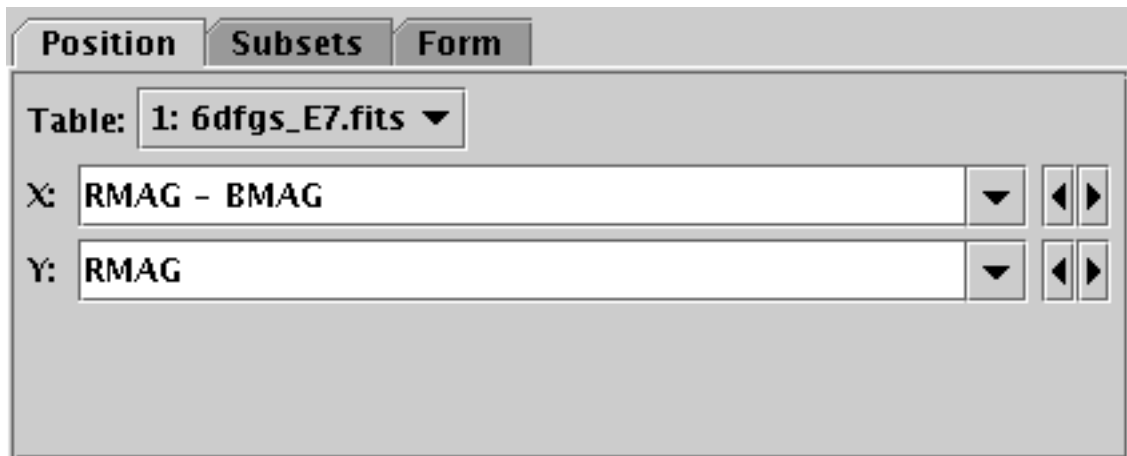 Position Subsets Form
Table: 1: 6dfgs_E7.fits
X: RMAG - BMAG
Y: RMAG